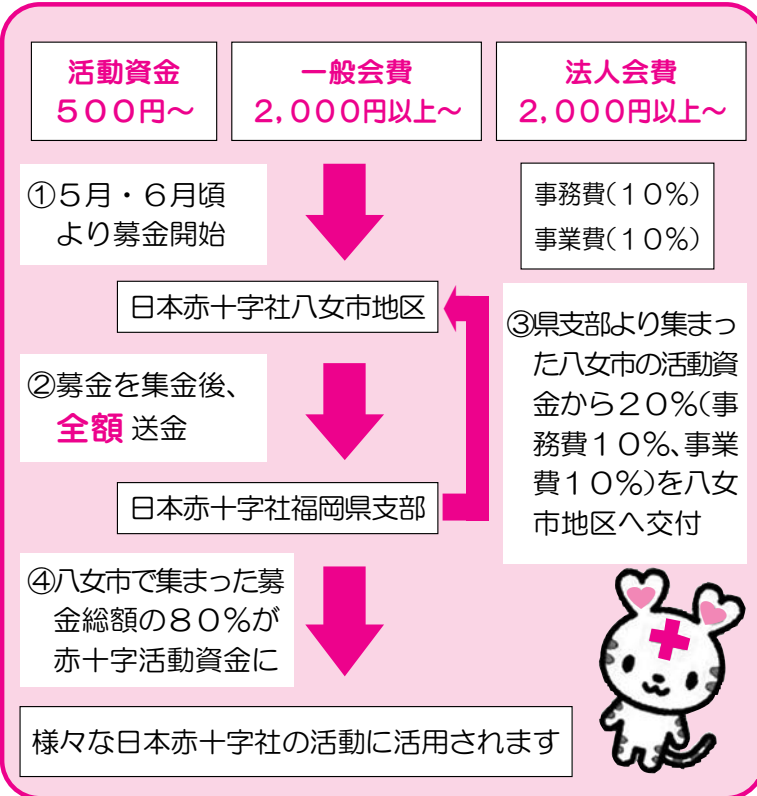 活動資金
５００円～
一般会費
２,０００円以上～
法人会費
２,０００円以上～
①５月・６月頃
より募金開始
事務費(１０%)
事業費(１０%)
日本赤十字社八女市地区
②募金を集金後、
全額 送金
③県支部より集まっ
た八女市の活動資
金から２０%(事
務費１０%、事業
費１０%)を八女
市地区へ交付
日本赤十字社福岡県支部
④八女市で集まった募
金総額の８０%が
赤十字活動資金に
様々な日本赤十字社の活動に活用されます